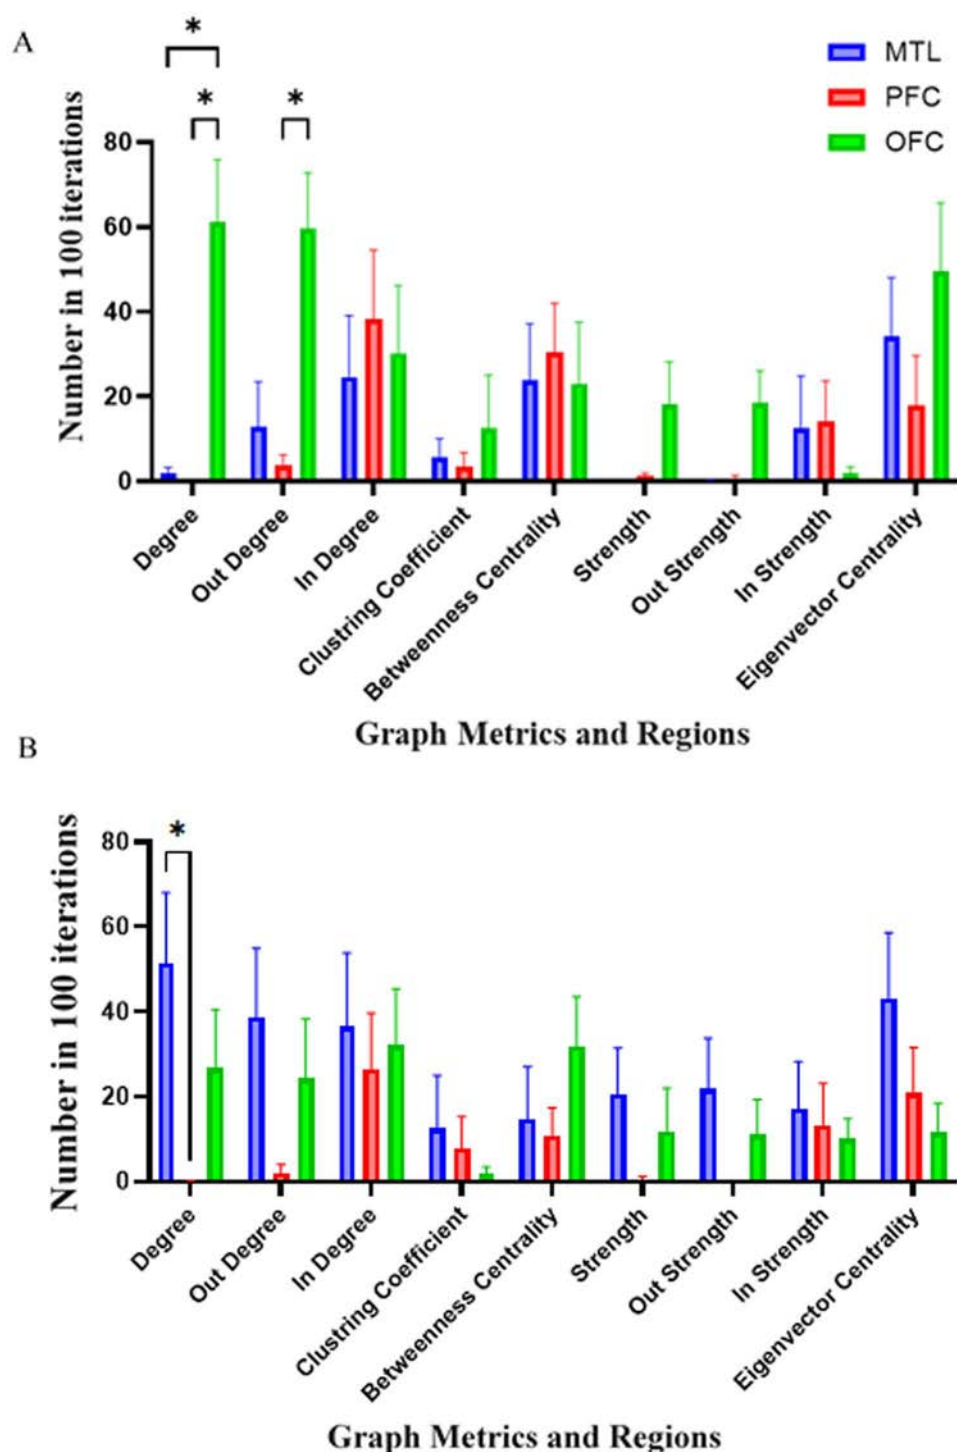 A
*
* *
MTL
PFC
OFC
Number in 100 iterations
80
60
40
20
0
Degree
Out Degree
In Degree
Clustring Coefficient
Betweenness Centrality
Strength
Out Strength
In Strength
Eigenvector Centrality
Graph Metrics and Regions
B
*
Number in 100 iterations
80
60
40
20
0
Degree
Out Degree
In Degree
Clustring Coefficient
Betweenness Centrality
Strength
Out Strength
In Strength
Eigenvector Centrality
Graph Metrics and Regions